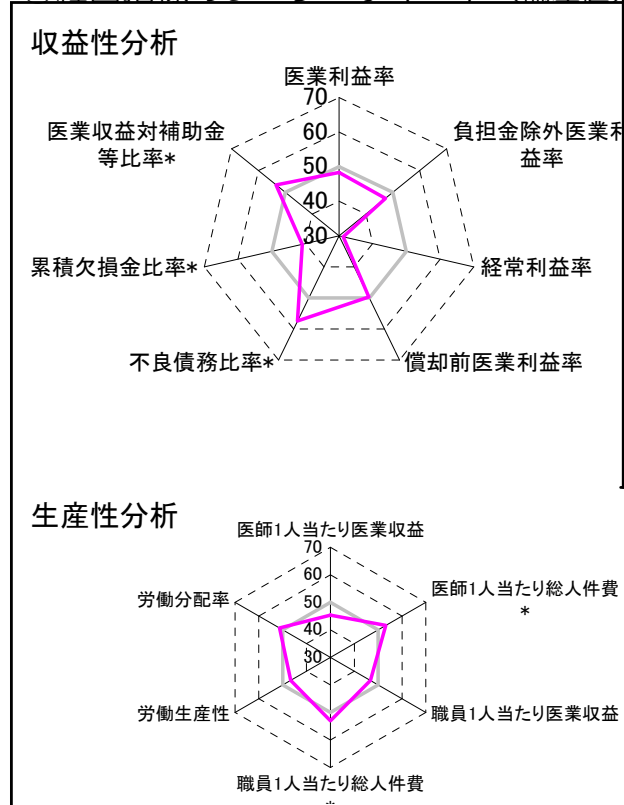 収益性分析
医業利益率
70
60
50
40
30
負担金除外医業利
益率
経常利益率
償却前医業利益率
不良債務比率*
累積欠損金比率*
医業収益対補助金
等比率*
生産性分析
医師1人当たり医業収益
70
60
50
40
30
医師1人当たり総人件費
*
職員1人当たり医業収益
職員1人当たり総人件費
*
労働生産性
労働分配率